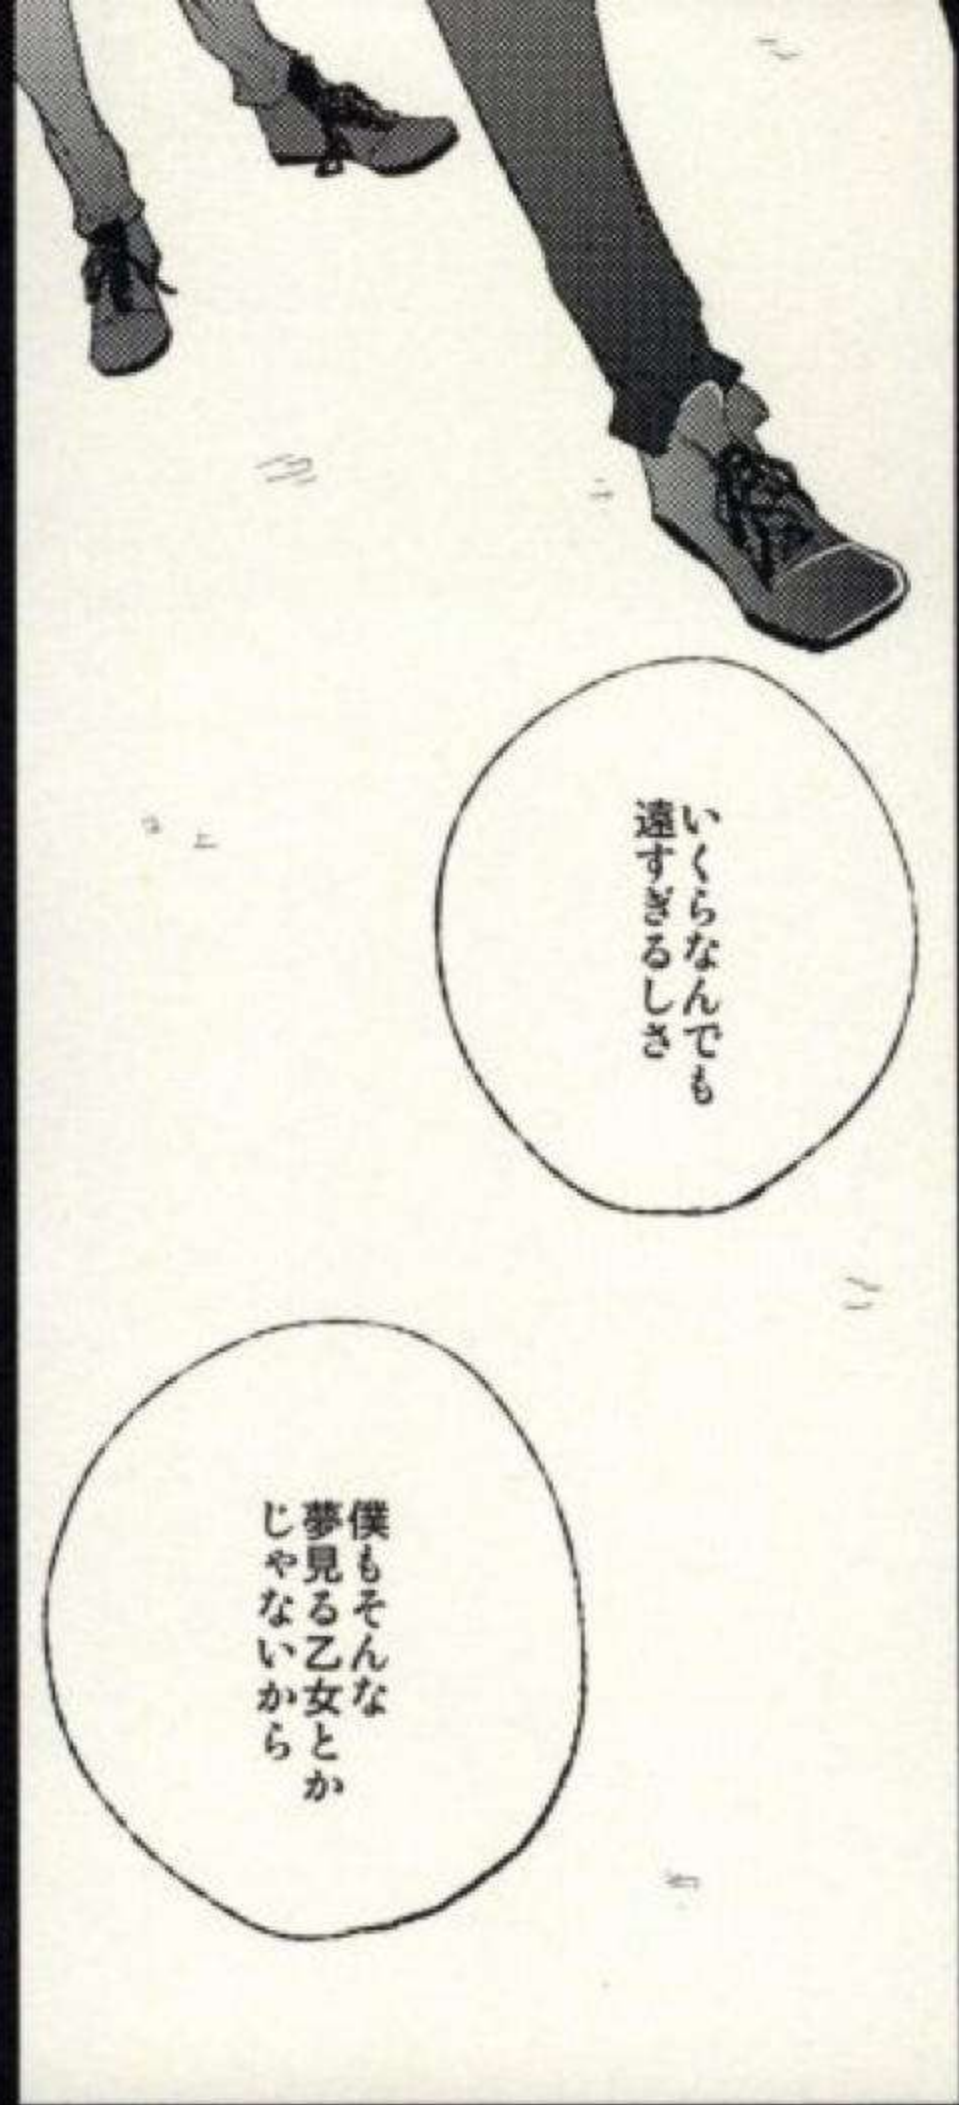 いくらなんでも
遠すぎるしさ
僕もそんな
夢見る乙女とか
じゃないから